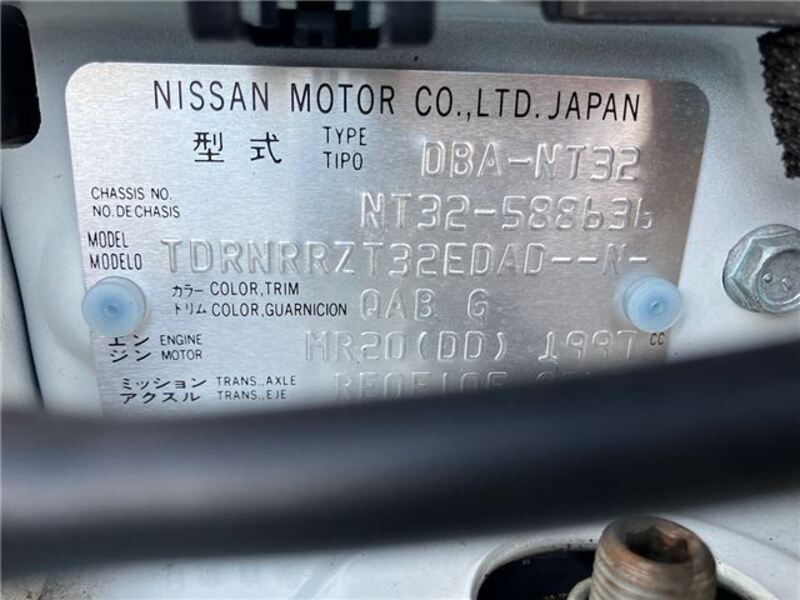 NISSAN MOTOR CO.,LTD. JAPAN
型式 TYPE TIPO DBA-NT32
CHASSIS NO.
NO. DE CHASIS NT32-588636
MODEL
MODELO TDRNRRZT32EDAD--N-
カラー COLOR,TRIM
トリム COLOR,GUARNICION QAB G
エンジン ENGINE MOTOR MR20(DD) 1997 CC
ミッション TRANS.,AXLE
アクスル TRANS.,EJE